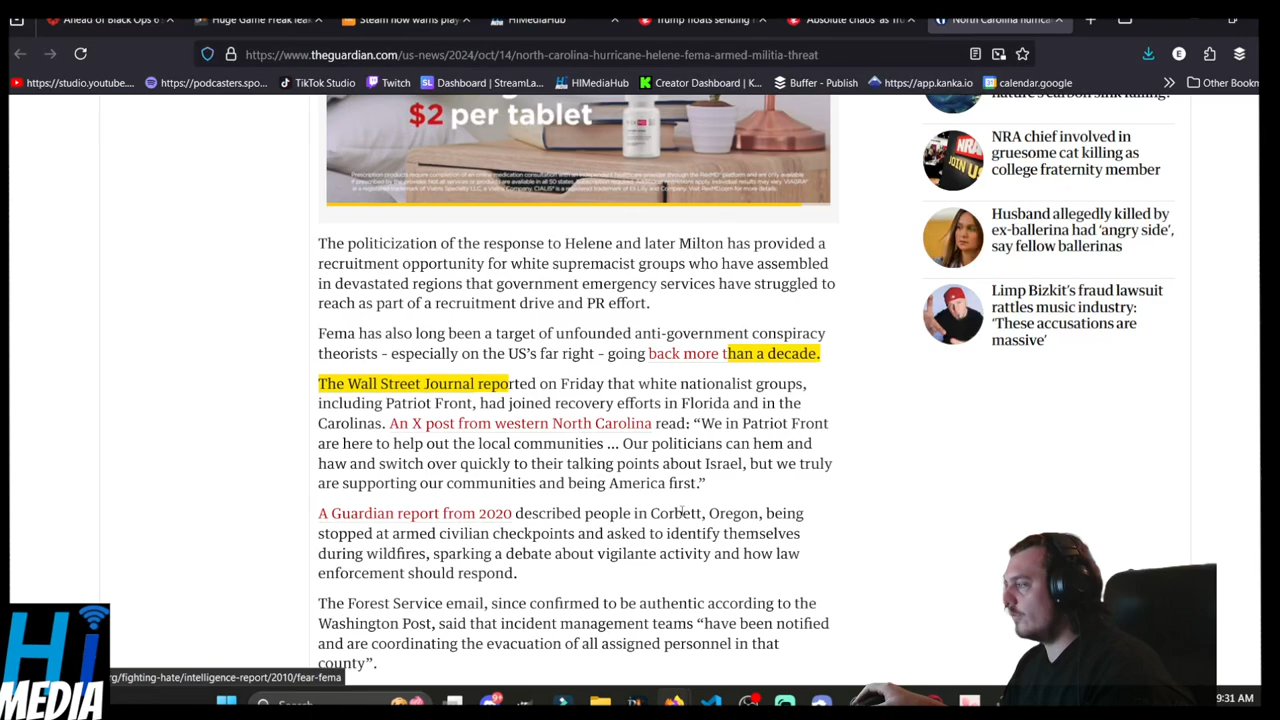 Ahead of Black Ops 6
Huge Game Freak leak
Steam now warns play
HiMediaHub
Trump floats sending
'Absolute chaos' as
North Carolina hurrica
https://www.theguardian.com/us-news/2024/oct/14/north-carolina-hurricane-helene-fema-armed-militia-threat
E
https://studio.youtube....
https://podcasters.spo...
TikTok Studio
Twitch
SL Dashboard | StreamLa...
HIMediaHub
K Creator Dashboard | K...
Buffer - Publish
https://app.kanka.io
calendar.google
Other Book
$2 per tablet
The politicization of the response to Helene and later Milton has provided a
recruitment opportunity for white supremacist groups who have assembled
in devastated regions that government emergency services have struggled to
reach as part of a recruitment drive and PR effort.
Fema has also long been a target of unfounded anti-government conspiracy
theorists – especially on the US's far right – going back more than a decade.
The Wall Street Journal reported on Friday that white nationalist groups,
including Patriot Front, had joined recovery efforts in Florida and in the
Carolinas. An X post from western North Carolina read: “We in Patriot Front
are here to help out the local communities ... Our politicians can hem and
haw and switch over quickly to their talking points about Israel, but we truly
are supporting our communities and being America first.”
A Guardian report from 2020 described people in Corbett, Oregon, being
stopped at armed civilian checkpoints and asked to identify themselves
during wildfires, sparking a debate about vigilante activity and how law
enforcement should respond.
The Forest Service email, since confirmed to be authentic according to the
Washington Post, said that incident management teams “have been notified
and are coordinating the evacuation of all assigned personnel in that
county”.
nature's carbon sink failing?
NRA chief involved in
gruesome cat killing as
college fraternity member
JOIN US
Husband allegedly killed by
ex-ballerina had 'angry side',
say fellow ballerinas
Limp Bizkit's fraud lawsuit
rattles music industry:
'These accusations are
massive'
Hi
MEDIA
rg/fighting-hate/intelligence-report/2010/fear-fema
Search
9:31 AM